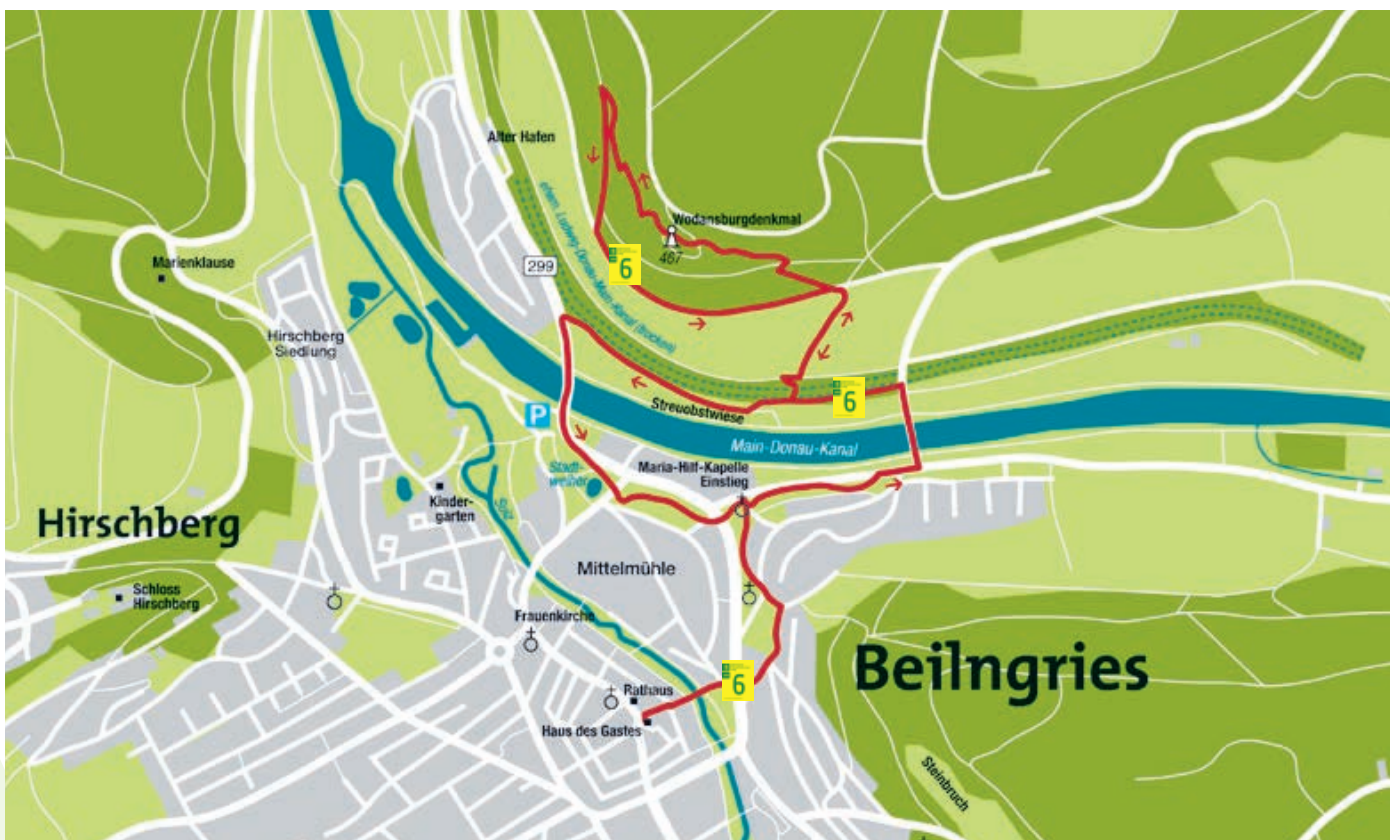 Alter Hafen
ehem. Ludwig-Donau-Main-Kanal (trocken)
Wodansburgdenkmal
467
6
299
Marienklause
Hirschberg
Siedlung
6
Streuobstwiese
P
Main-Donau-Kanal
Maria-Hilf-Kapelle
Einstieg
Stadt-
weiher
Kinder-
garten
Sulz
Hirschberg
Mittelmühle
Schloss
Hirschberg
Frauenkirche
Beilngries
6
Rathaus
Haus des Gastes
Steinbruch